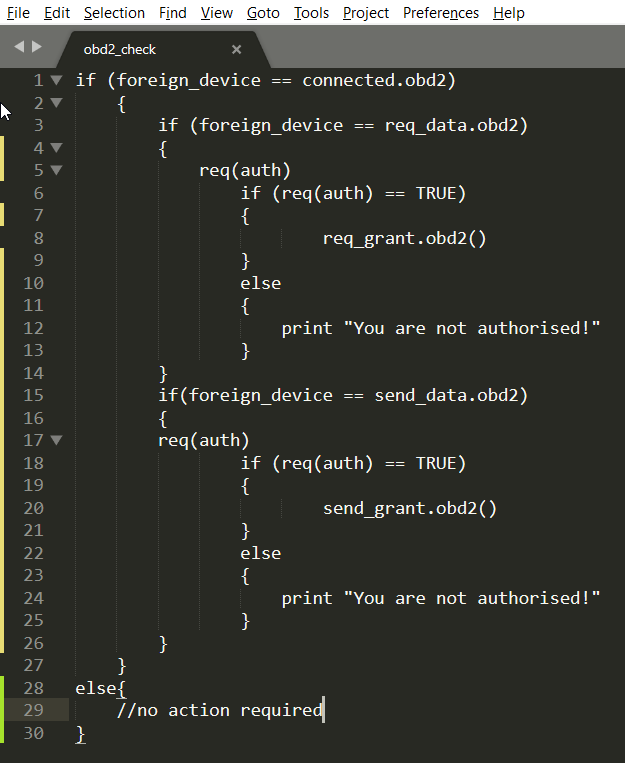 File Edit Selection Find View Goto Tools Project Preferences Help
obd2_check ×
1 if (foreign_device == connected.obd2)
2 {
3 if (foreign_device == req_data.obd2)
4 {
5 req(auth)
6 if (req(auth) == TRUE)
7 {
8 req_grant.obd2()
9 }
10 else
11 {
12 print "You are not authorised!"
13 }
14 }
15 if(foreign_device == send_data.obd2)
16 {
17 req(auth)
18 if (req(auth) == TRUE)
19 {
20 send_grant.obd2()
21 }
22 else
23 {
24 print "You are not authorised!"
25 }
26 }
27 }
28 else{
29 //no action required
30 }